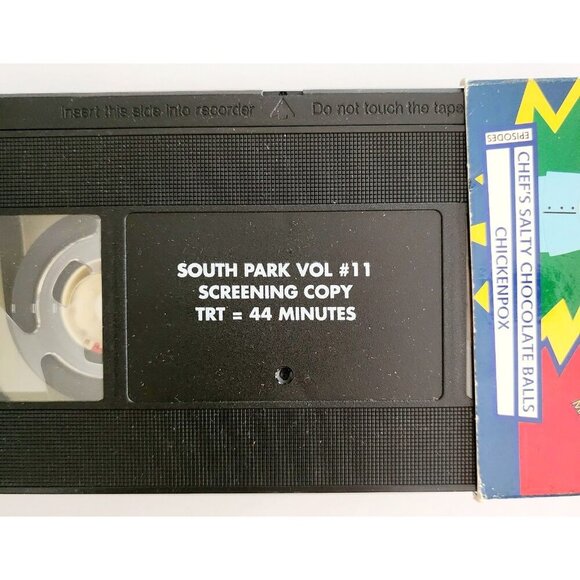 Insert this side into recorder Do not touch the tape
SOUTH PARK VOL #11
SCREENING COPY
TRT = 44 MINUTES
EPISODES
CHEF'S SALTY CHOCOLATE BALLS
CHICKENPOX